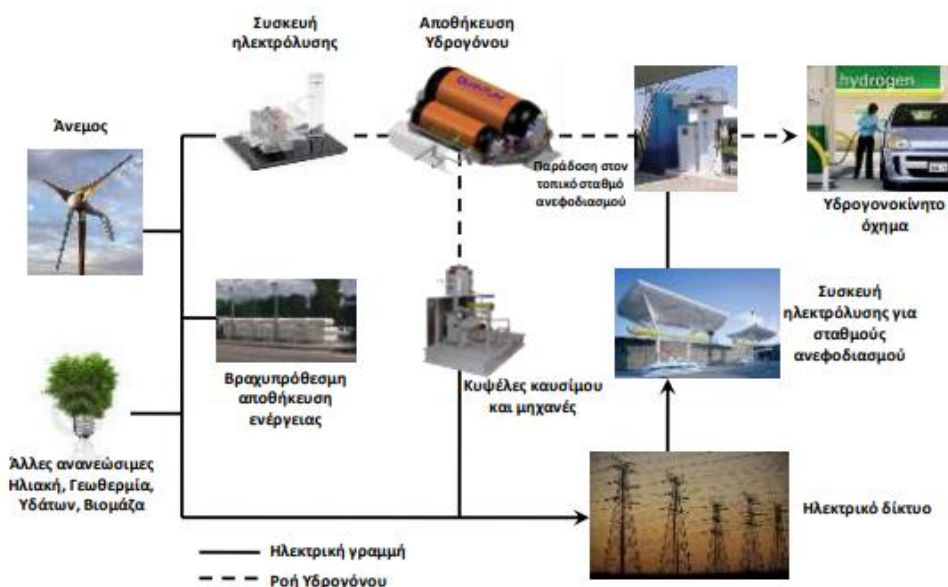 Συσκευή
ηλεκτρόλυσης
Αποθήκευση
Υδρογόνου
Άνεμος
hydrogen
Παράδοση στον
τοπικό σταθμό
ανεφοδιασμού
Υδρογονοκίνητο
όχημα
Συσκευή
ηλεκτρόλυσης για
σταθμούς
ανεφοδιασμού
Βραχυπρόθεσμη
αποθήκευση
ενέργειας
Κυψέλες καυσίμου
και μηχανές
Άλλες ανανεώσιμες
Ηλιακή, Γεωθερμία,
Υδάτων, Βιομάζα
Ηλεκτρικό δίκτυο
Ηλεκτρική γραμμή
Ροή Υδρογόνου